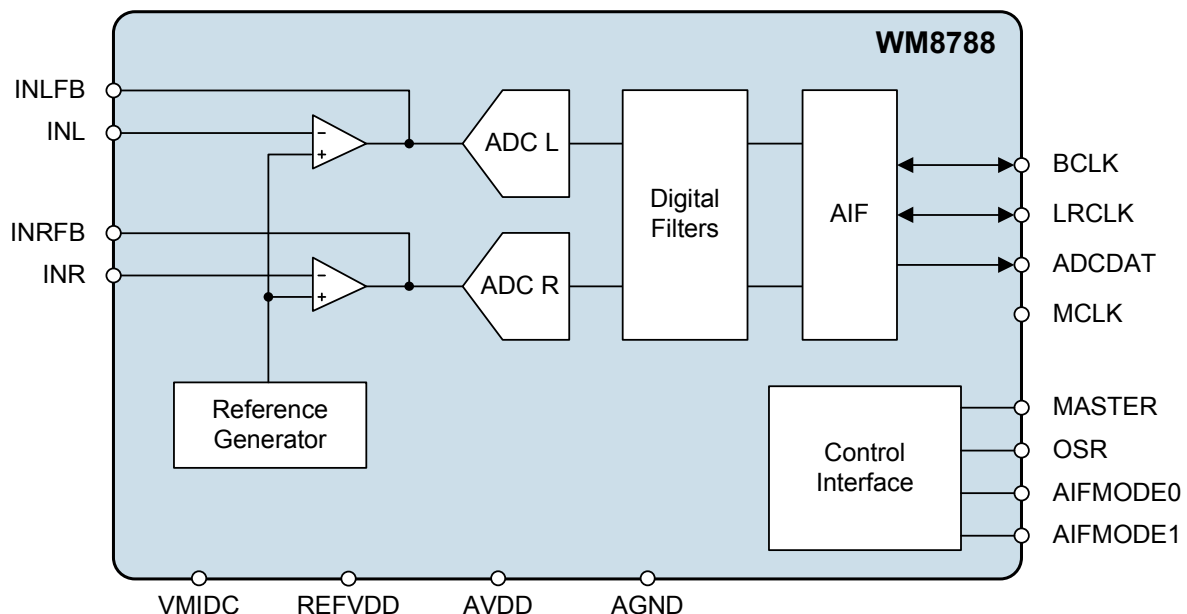 WM8788
INLFB
INL
INRFB
INR
−
+
−
+
ADC L
ADC R
Digital
Filters
AIF
BCLK
LRCLK
ADCDAT
MCLK
Reference
Generator
Control
Interface
MASTER
OSR
AIFMODE0
AIFMODE1
VMIDC
REFVDD
AVDD
AGND